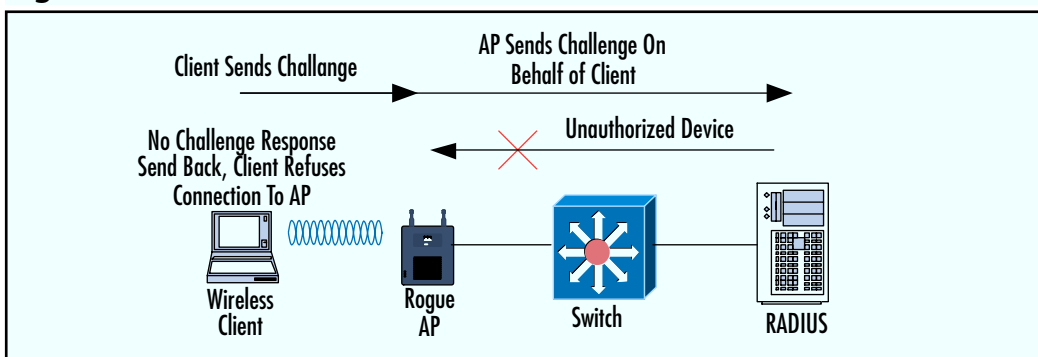 Client Sends Challange
AP Sends Challenge On
Behalf of Client
Unauthorized Device
No Challenge Response
Send Back, Client Refuses
Connection To AP
Wireless
Client
Rogue
AP
Switch
RADIUS